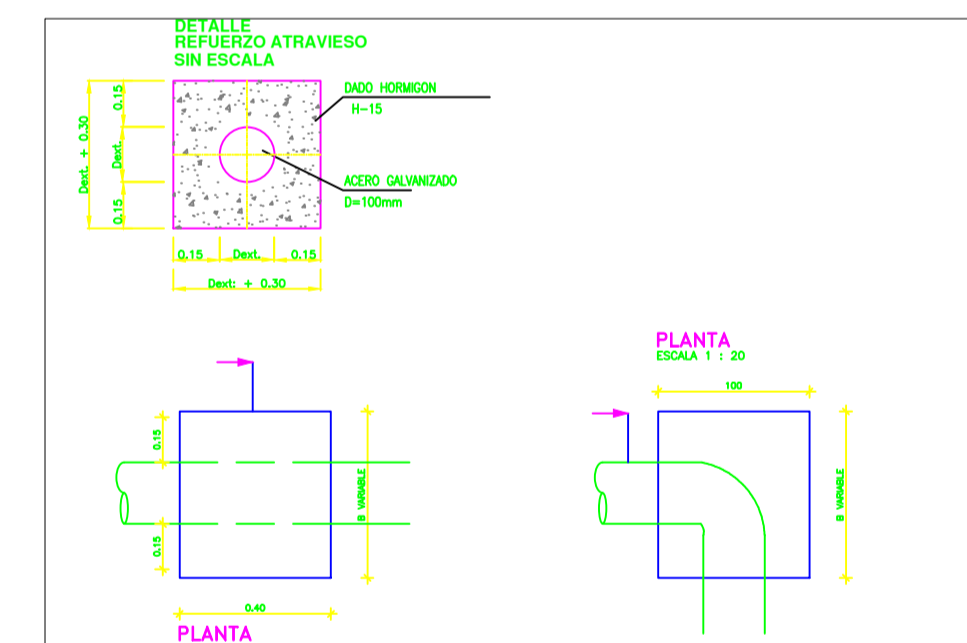 DETALLE
REFUERZO ATRAVIESO
SIN ESCALA
DADO HORMIGON
H-15
ACERO GALVANIZADO
D=100mm
0.15
Dext.
0.15
Dext. + 0.30
0.15
Dext.
0.15
Dext: + 0.30
PLANTA
ESCALA 1 : 20
100
0.15
0.15
B VARIABLE
B VARIABLE
0.40
PLANTA